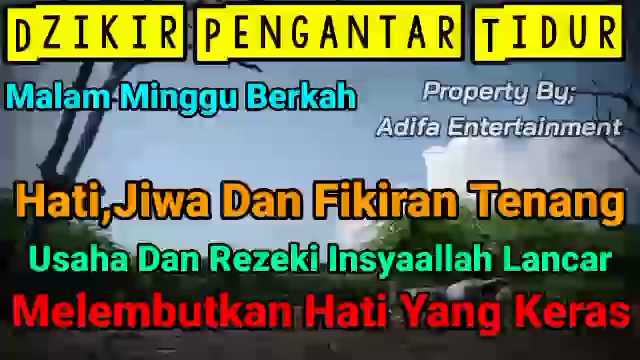 Dzikir Pengantar Tidur
Malam Minggu Berkah
Property By;
Adifa Entertainment
Hati,Jiwa Dan Fikiran Tenang
Usaha Dan Rezeki Insyaallah Lancar
Melembutkan Hati Yang Keras